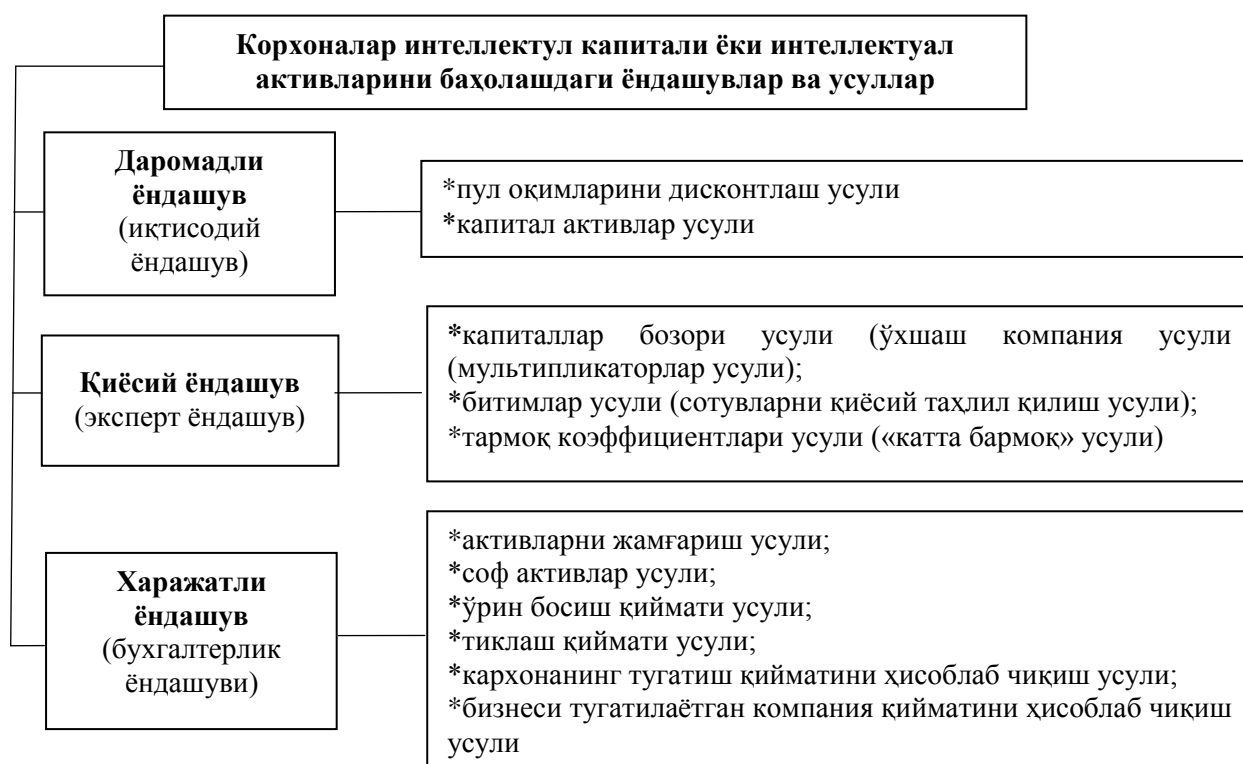 Корхоналар интеллектул капитали ёки интеллектуал
активларини баҳолашдаги ёндашувлар ва усуллар
Даромадли
ёндашув
(иқтисодий
ёндашув)
*пул оқимларини дисконтлаш усули
*капитал активлар усули
Қиёсий ёндашув
(эксперт ёндашув)
*капиталлар бозори усули (ўхшаш компания усули
(мультипликаторлар усули);
*битимлар усули (сотувларни қиёсий таҳлил қилиш усули);
*тармоқ коэффициентлари усули («катта бармоқ» усули)
Харажатли
ёндашув
(бухгалтерлик
ёндашуви)
*активларни жамғариш усули;
*соф активлар усули;
*ўрин босиш қиймати усули;
*тиклаш қиймати усули;
*кархонанинг тугатиш қийматини ҳисоблаб чиқиш усули;
*бизнеси тугатилаётган компания қийматини ҳисоблаб чиқиш
усули